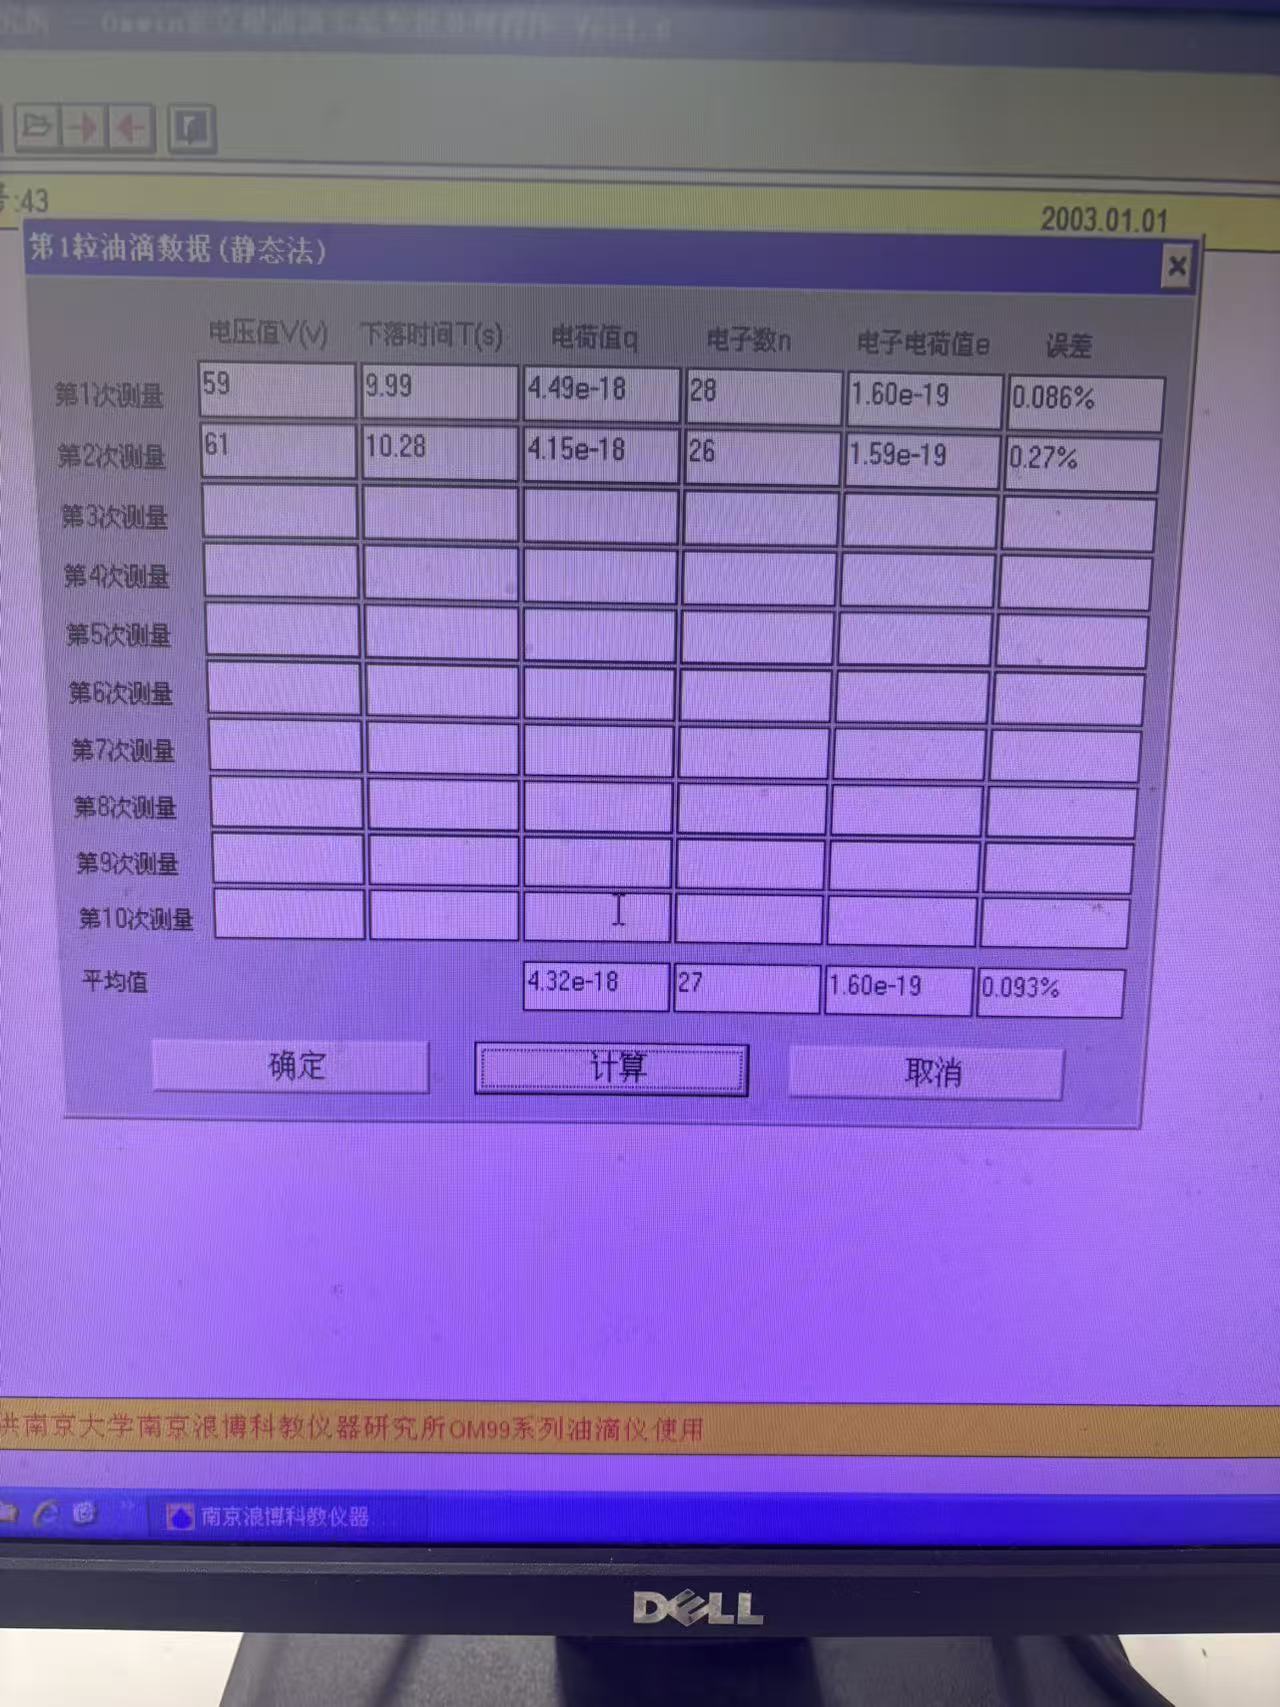 :43
2003.01.01
第1粒油滴数据(静态法)
电压值V(v) 下落时间T(s) 电荷值q 电子数n 电子电荷值e 误差
第1次测量 59 9.99 4.49e-18 28 1.60e-19 0.086%
第2次测量 61 10.28 4.15e-18 26 1.59e-19 0.27%
第3次测量
第4次测量
第5次测量
第6次测量
第7次测量
第8次测量
第9次测量
第10次测量
平均值 4.32e-18 27 1.60e-19 0.093%
确定 计算 取消
南京大学南京浪博科教仪器研究所OM99系列油滴仪使用
南京浪博科教仪器...
DELL